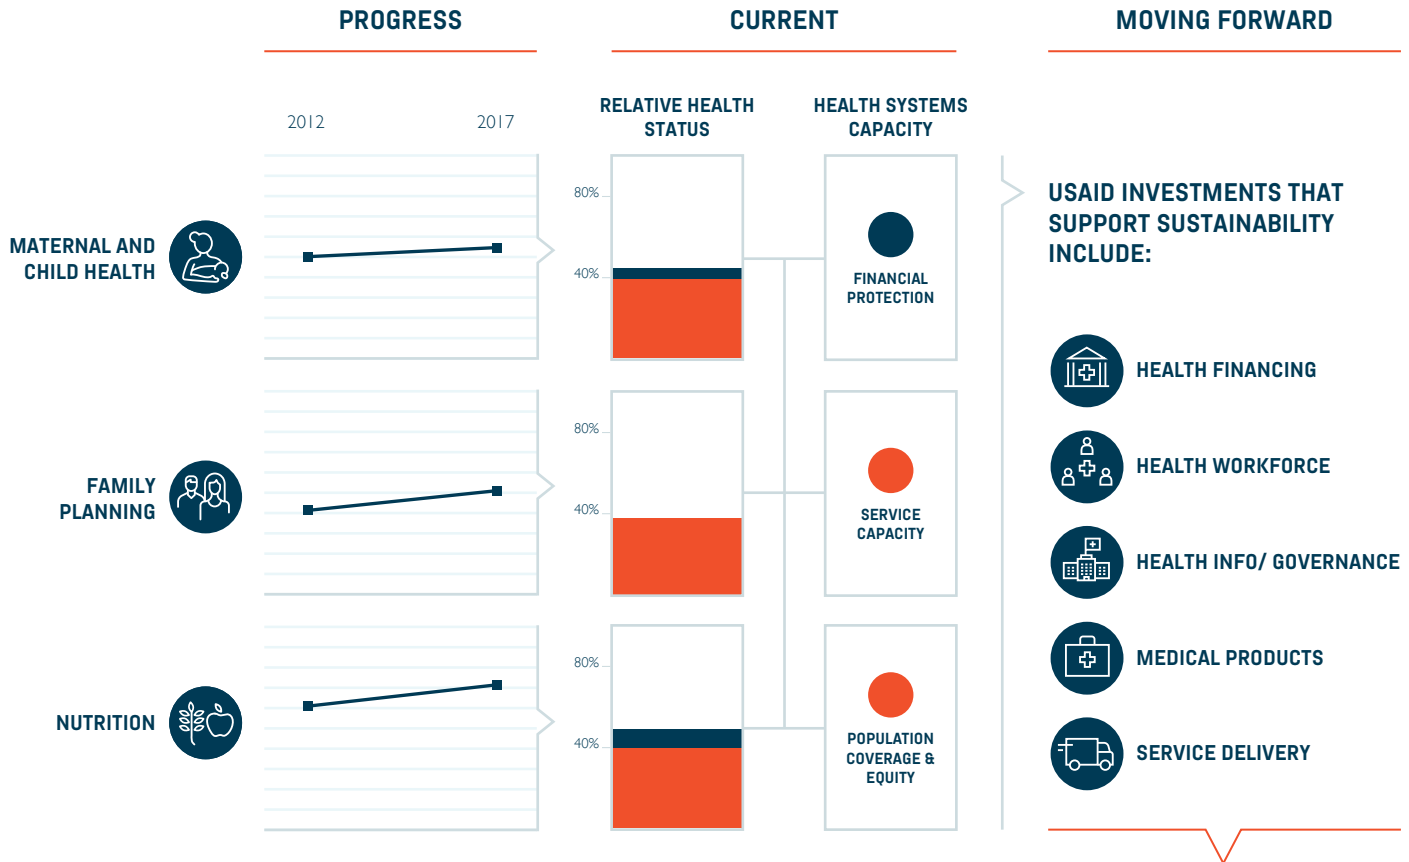 PROGRESS
CURRENT
MOVING FORWARD
2012
2017
RELATIVE HEALTH
STATUS
HEALTH SYSTEMS
CAPACITY
MATERNAL AND
CHILD HEALTH
80%
40%
FINANCIAL
PROTECTION
FAMILY
PLANNING
80%
40%
SERVICE
CAPACITY
NUTRITION
80%
40%
POPULATION
COVERAGE &
EQUITY
USAID INVESTMENTS THAT
SUPPORT SUSTAINABILITY
INCLUDE:
HEALTH FINANCING
HEALTH WORKFORCE
HEALTH INFO/ GOVERNANCE
MEDICAL PRODUCTS
SERVICE DELIVERY